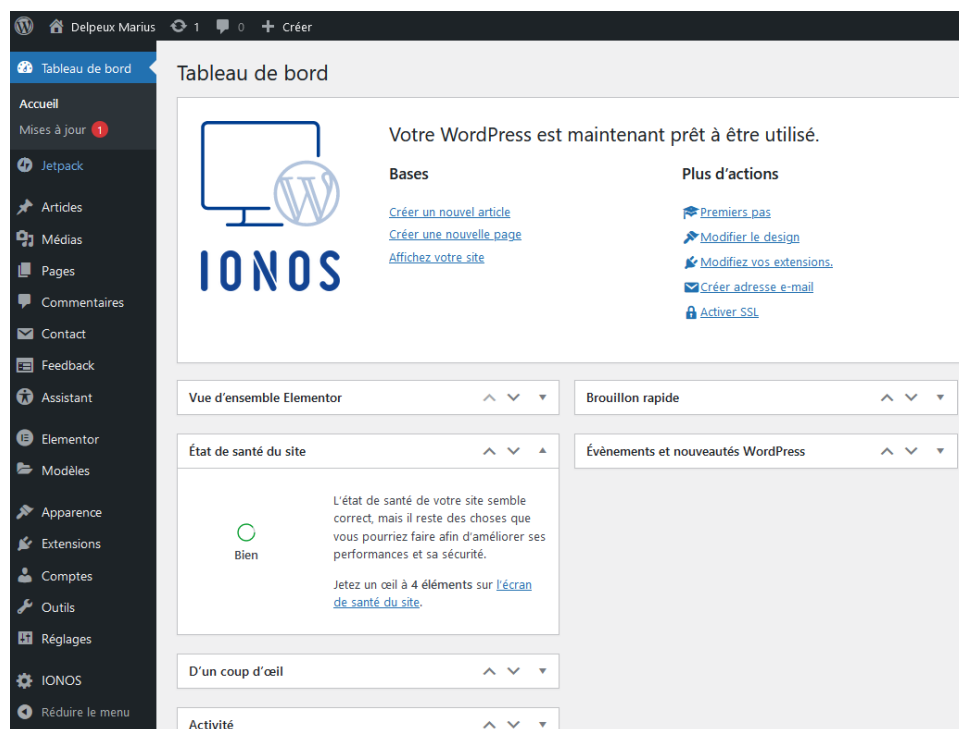 Delpeux Marius 1 0 Créer
Tableau de bord
Accueil
Mises à jour 1
Jetpack
Articles
Médias
Pages
Commentaires
Contact
Feedback
Assistant
Elementor
Modèles
Apparence
Extensions
Comptes
Outils
Réglages
IONOS
Réduire le menu
Tableau de bord
IONOS
Votre WordPress est maintenant prêt à être utilisé.
Bases
Créer un nouvel article
Créer une nouvelle page
Affichez votre site
Plus d'actions
Premiers pas
Modifier le design
Modifiez vos extensions.
Créer adresse e-mail
Activer SSL
Vue d'ensemble Elementor
État de santé du site
Bien
L'état de santé de votre site semble
correct, mais il reste des choses que
vous pourriez faire afin d'améliorer ses
performances et sa sécurité.
Jetez un œil à 4 éléments sur l'écran
de santé du site.
D'un coup d'œil
Activité
Brouillon rapide
Évènements et nouveautés WordPress